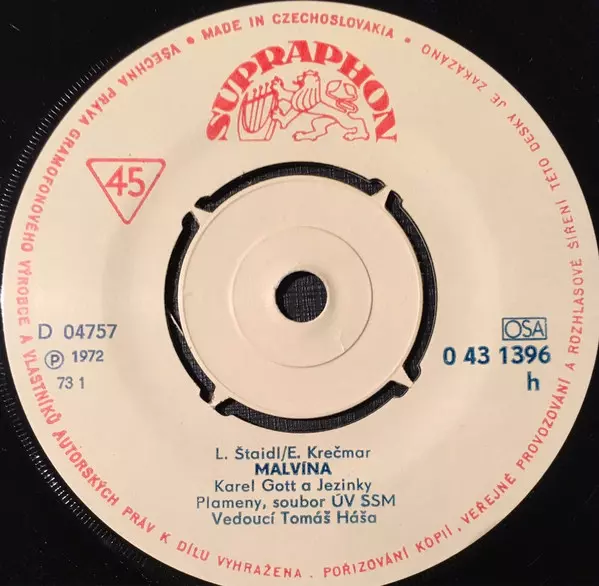 • MADE IN CZECHOSLOVAKIA •
VŠECHNA PRÁVA GRAMOFONOVÉHO VÝROBCE A VLASTNÍKŮ AUTORSKÝCH PRÁV K DÍLU VYHRAŽENA. POŘIZOVÁNÍ KOPIÍ, VEŘEJNÉ PROVOZOVÁNÍ A ROZHLASOVÉ ŠÍŘENÍ TÉTO DESKY JE ZAKÁZÁNO
SUPRAPHON
45
D 04757
Ⓟ 1972
73 1
OSA
0 43 1396
h
L. Štaidl/E. Krečmar
MALVÍNA
Karel Gott a Jezinky
Plameny, soubor ÚV SSM
Vedoucí Tomáš Háša